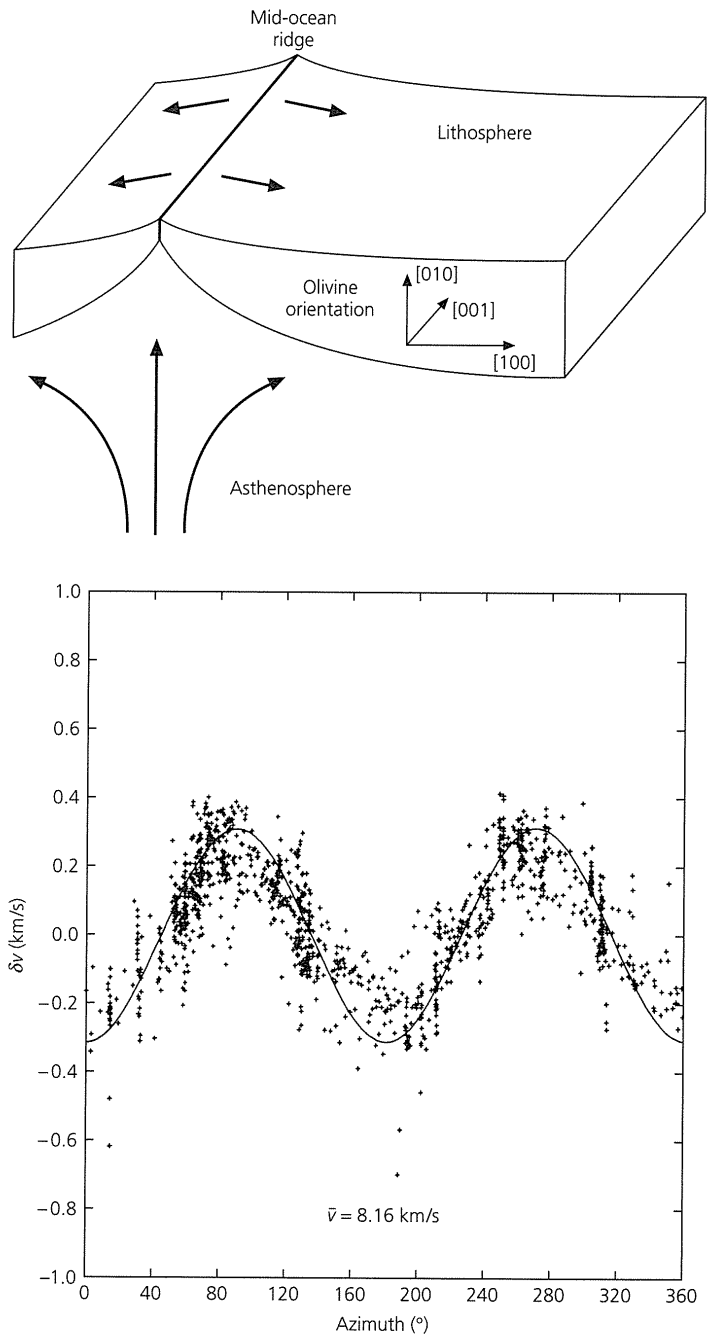 Mid-ocean
ridge
Lithosphere
Olivine
orientation
[010]
[001]
[100]
Asthenosphere
1.0
0.8
0.6
0.4
0.2
0.0
−0.2
−0.4
−0.6
−0.8
−1.0
δv (km/s)
v̄ = 8.16 km/s
0 40 80 120 160 200 240 280 320 360
Azimuth (°)